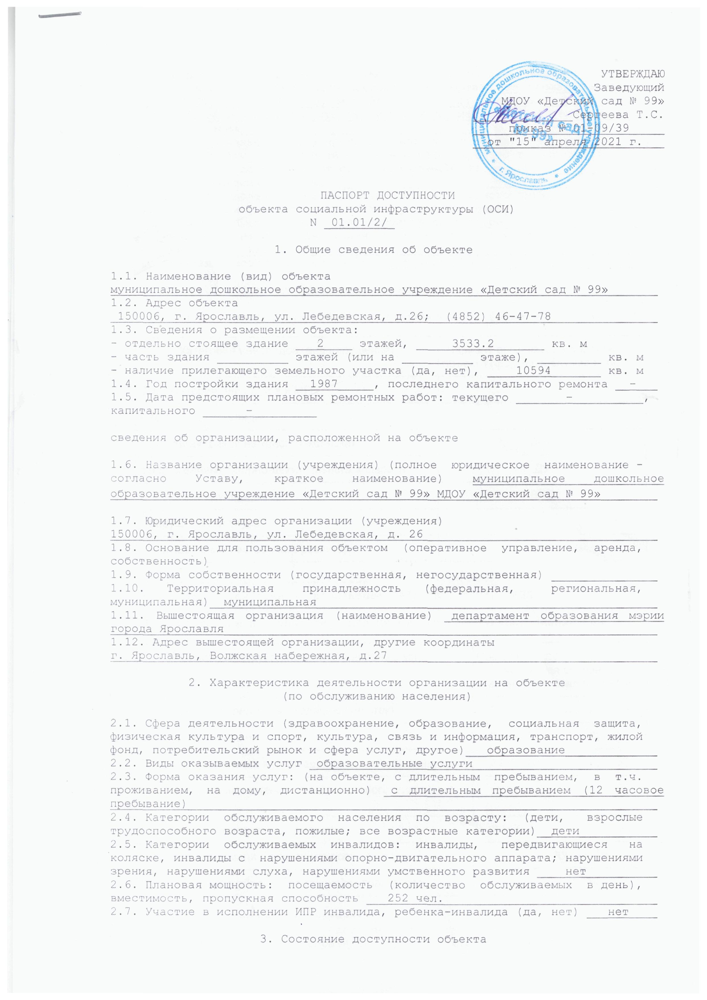 УТВЕРЖДАЮ
Заведующий
МДОУ «Детский сад № 99»
Сергеева Т.С.
приказ № 01-09/39
от "15" апреля 2021 г.
муниципальное дошкольное образовательное учреждение
«Детский сад
№ 99»
* г. Ярославль *
ПАСПОРТ ДОСТУПНОСТИ
объекта социальной инфраструктуры (ОСИ)
N 01.01/2/
1. Общие сведения об объекте
1.1. Наименование (вид) объекта
муниципальное дошкольное образовательное учреждение «Детский сад № 99»
1.2. Адрес объекта
150006, г. Ярославль, ул. Лебедевская, д.26; (4852) 46-47-78
1.3. Сведения о размещении объекта:
- отдельно стоящее здание 2 этажей, 3533.2 кв. м
- часть здания __________ этажей (или на __________ этаже), _________ кв. м
- наличие прилегающего земельного участка (да, нет), 10594 кв. м
1.4. Год постройки здания 1987, последнего капитального ремонта -
1.5. Дата предстоящих плановых ремонтных работ: текущего -,
капитального -
сведения об организации, расположенной на объекте
1.6. Название организации (учреждения) (полное юридическое наименование -
согласно Уставу, краткое наименование) муниципальное дошкольное
образовательное учреждение «Детский сад № 99» МДОУ «Детский сад № 99»
1.7. Юридический адрес организации (учреждения)
150006, г. Ярославль, ул. Лебедевская, д. 26
1.8. Основание для пользования объектом (оперативное управление, аренда,
собственность)
1.9. Форма собственности (государственная, негосударственная) _______________
1.10. Территориальная принадлежность (федеральная, региональная,
муниципальная) муниципальная
1.11. Вышестоящая организация (наименование) департамент образования мэрии
города Ярославля
1.12. Адрес вышестоящей организации, другие координаты
г. Ярославль, Волжская набережная, д.27
2. Характеристика деятельности организации на объекте
(по обслуживанию населения)
2.1. Сфера деятельности (здравоохранение, образование, социальная защита,
физическая культура и спорт, культура, связь и информация, транспорт, жилой
фонд, потребительский рынок и сфера услуг, другое) образование
2.2. Виды оказываемых услуг образовательные услуги
2.3. Форма оказания услуг: (на объекте, с длительным пребыванием, в т.ч.
проживанием, на дому, дистанционно) с длительным пребыванием (12 часовое
пребывание)
2.4. Категории обслуживаемого населения по возрасту: (дети, взрослые
трудоспособного возраста, пожилые; все возрастные категории) дети
2.5. Категории обслуживаемых инвалидов: инвалиды, передвигающиеся на
коляске, инвалиды с нарушениями опорно-двигательного аппарата; нарушениями
зрения, нарушениями слуха, нарушениями умственного развития нет
2.6. Плановая мощность: посещаемость (количество обслуживаемых в день),
вместимость, пропускная способность 252 чел.
2.7. Участие в исполнении ИПР инвалида, ребенка-инвалида (да, нет) нет
3. Состояние доступности объекта